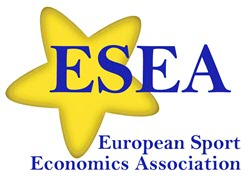 ESEA
European Sport
Economics Association